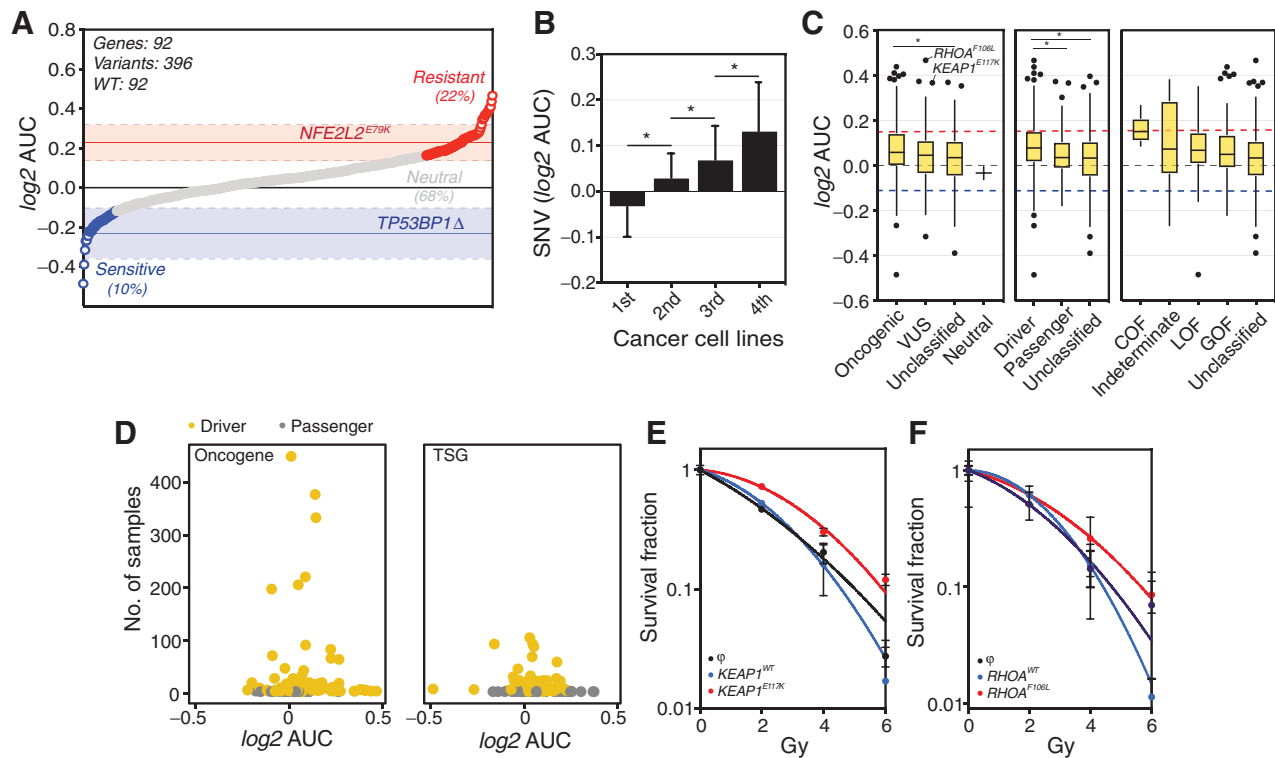 A
0.8
0.6
0.4
0.2
0.0
−0.2
−0.4
log2 AUC
Genes: 92
Variants: 396
WT: 92
Resistant
(22%)
NFE2L2E79K
Neutral
(68%)
TP53BP1Δ
Sensitive
(10%)
B
0.3
0.2
0.1
0.0
−0.1
−0.2
SNV (log2 AUC)
* * *
1st 2nd 3rd 4th
Cancer cell lines
C
0.6
0.4
0.2
0.0
−0.2
−0.4
−0.6
log2 AUC
*
RHOAF106L
KEAP1E117K
*
*
Oncogenic
VUS
Unclassified
Neutral
Driver
Passenger
Unclassified
COF
Indeterminate
LOF
GOF
Unclassified
D
Driver Passenger
Oncogene
TSG
400
300
200
100
0
No. of samples
−0.5 0 0.5
log2 AUC
−0.5 0 0.5
log2 AUC
E
1
0.1
0.01
Survival fraction
φ
KEAP1WT
KEAP1E117K
0 2 4 6
Gy
F
1
0.1
0.01
Survival fraction
φ
RHOAWT
RHOAF106L
0 2 4 6
Gy